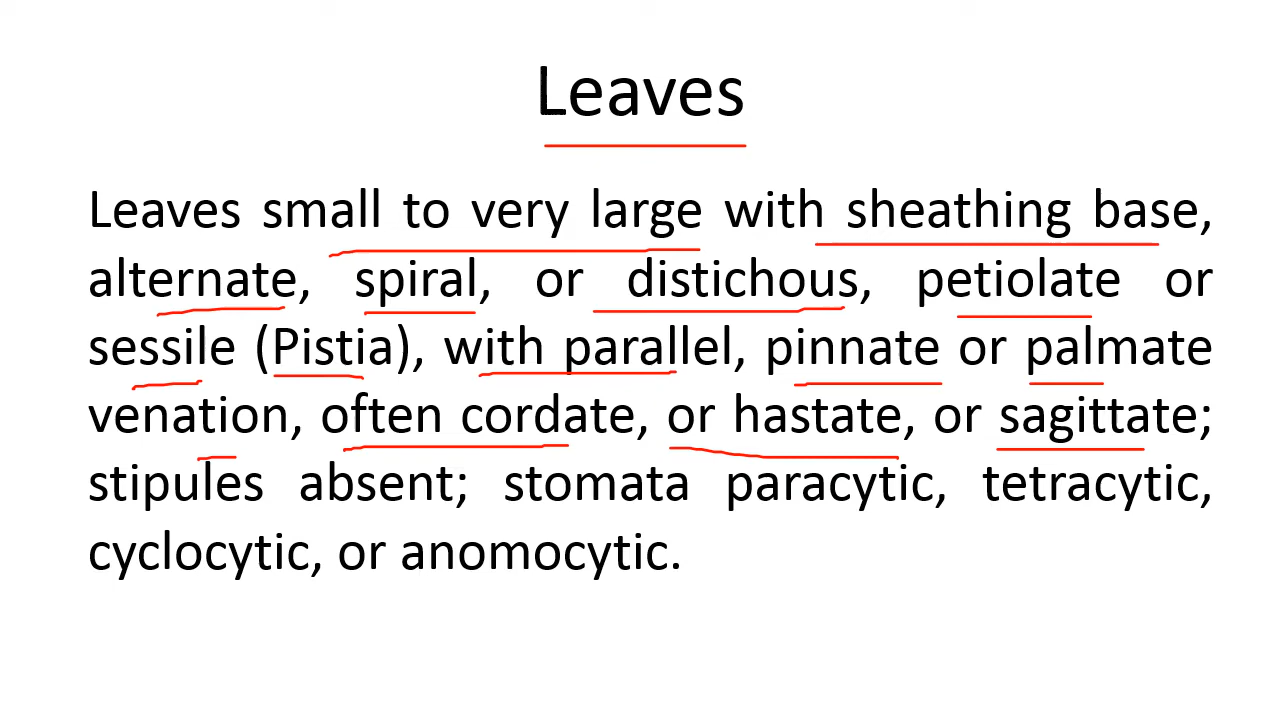 Leaves
Leaves small to very large with sheathing base,
alternate, spiral, or distichous, petiolate or
sessile (Pistia), with parallel, pinnate or palmate
venation, often cordate, or hastate, or sagittate;
stipules absent; stomata paracytic, tetracytic,
cyclocytic, or anomocytic.